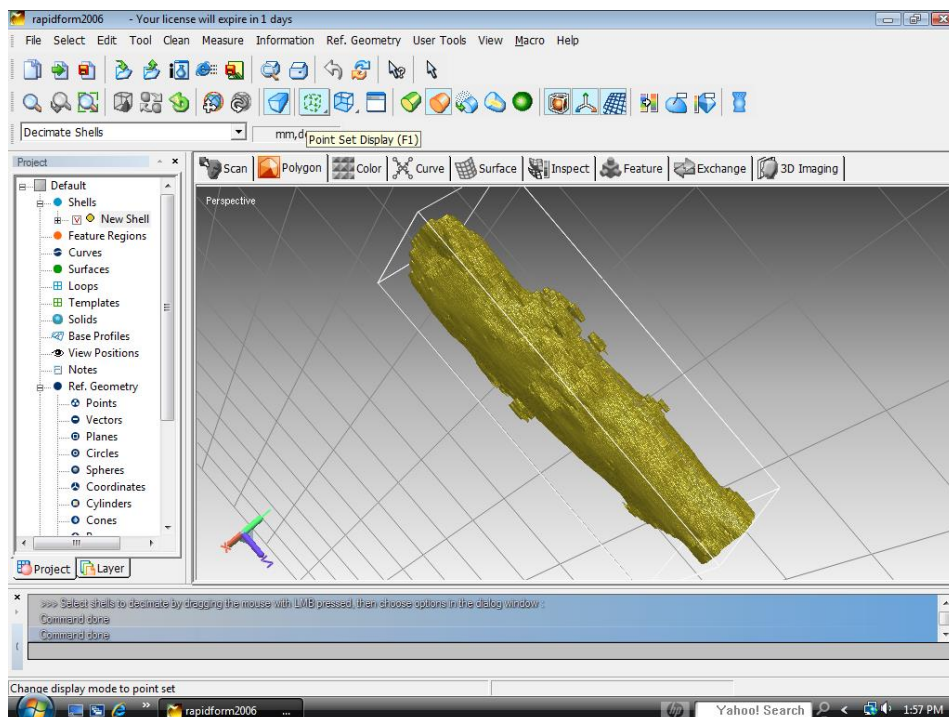 rapidform2006 - Your license will expire in 1 days
File Select Edit Tool Clean Measure Information Ref. Geometry User Tools View Macro Help
Decimate Shells
mm,de
Point Set Display (F1)
Project
Scan Polygon Color Curve Surface Inspect Feature Exchange 3D Imaging
Default
Shells
New Shell
Feature Regions
Curves
Surfaces
Loops
Templates
Solids
Base Profiles
View Positions
Notes
Ref. Geometry
Points
Vectors
Planes
Circles
Spheres
Coordinates
Cylinders
Cones
Perspective
Project Layer
>>> Select shells to decimate by dragging the mouse with LMB pressed, then choose options in the dialog window :
Command done
Command done
Change display mode to point set
rapidform2006 ...
hp
Yahoo! Search
1:57 PM